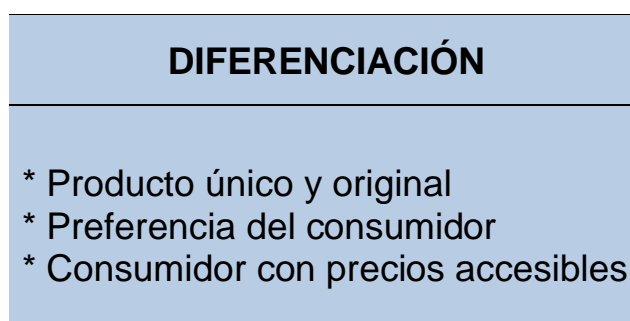 DIFERENCIACIÓN
* Producto único y original
* Preferencia del consumidor
* Consumidor con precios accesibles